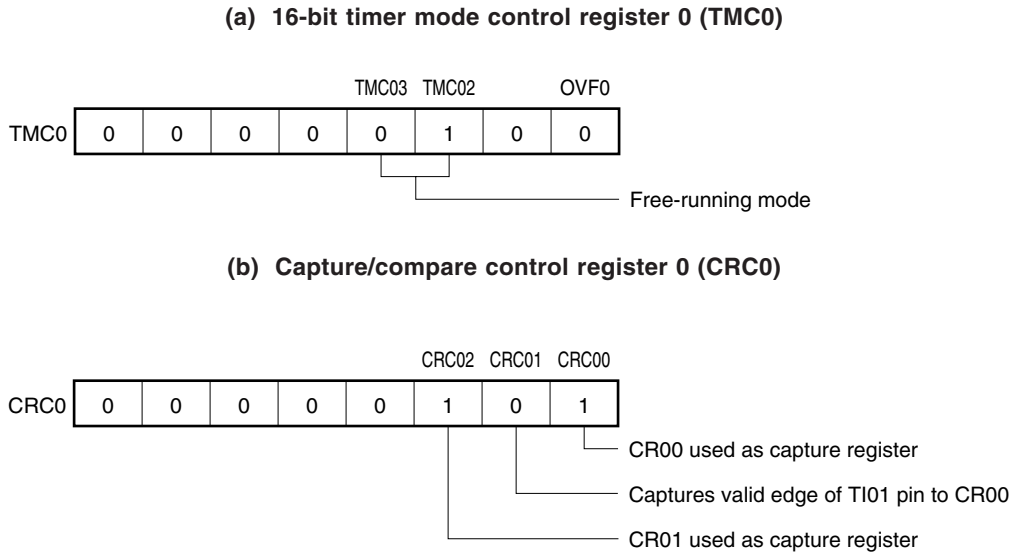 (a) 16-bit timer mode control register 0 (TMC0)
TMC03 TMC02 OVF0
TMC0 0 0 0 0 0 1 0 0
Free-running mode
(b) Capture/compare control register 0 (CRC0)
CRC02 CRC01 CRC00
CRC0 0 0 0 0 0 1 0 1
CR00 used as capture register
Captures valid edge of TI01 pin to CR00
CR01 used as capture register